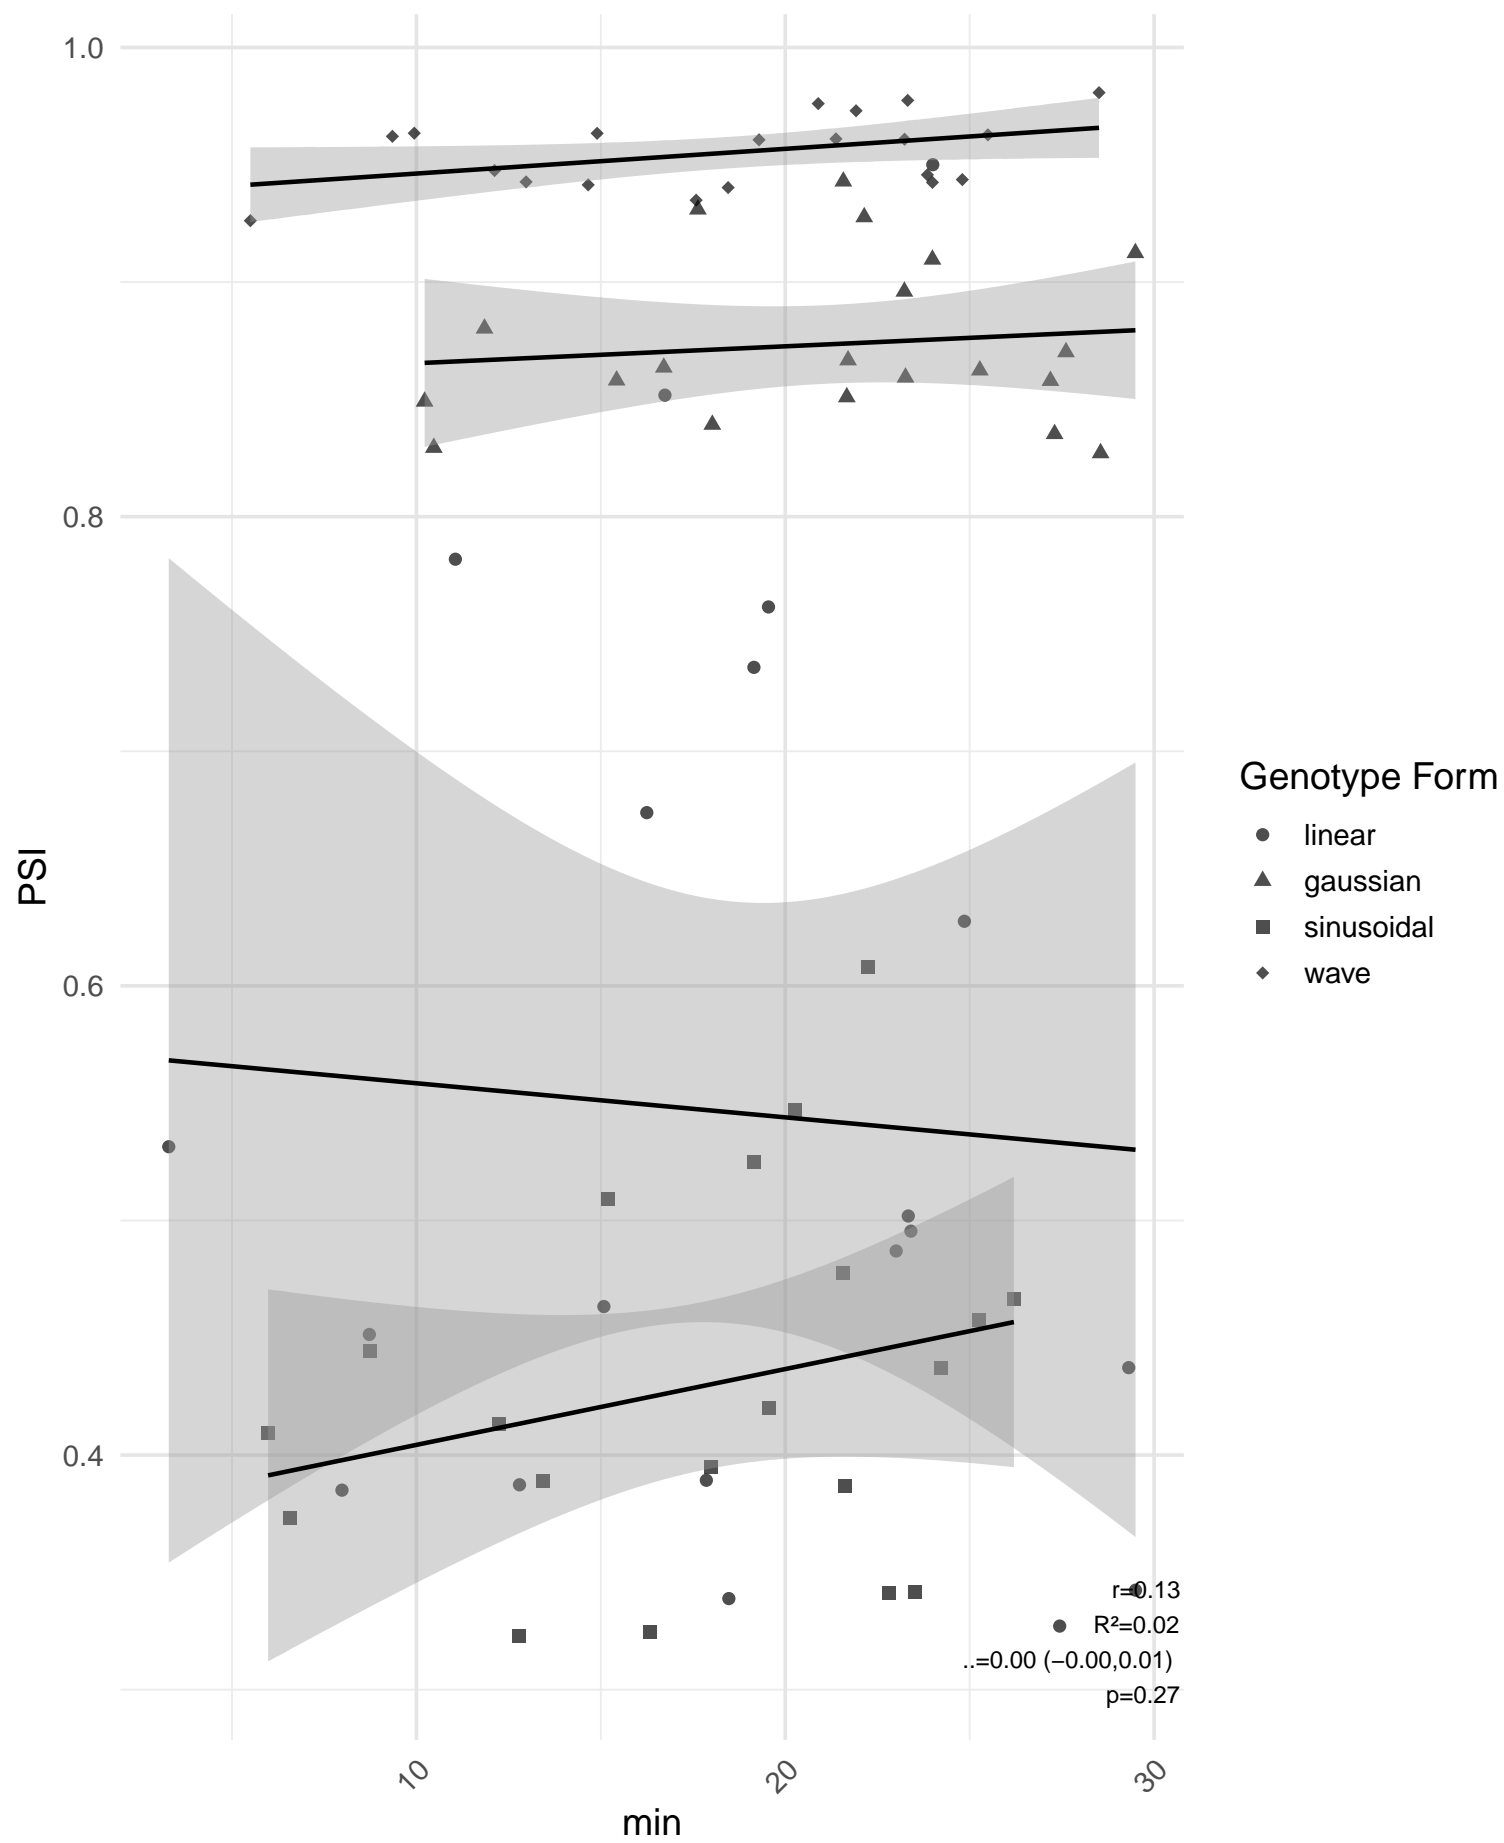 1.0
0.8
0.6
0.4
PSI
10
20
30
min
Genotype Form
linear
gaussian
sinusoidal
wave
r=0.13
R²=0.02
..=0.00 (−0.00,0.01)
p=0.27